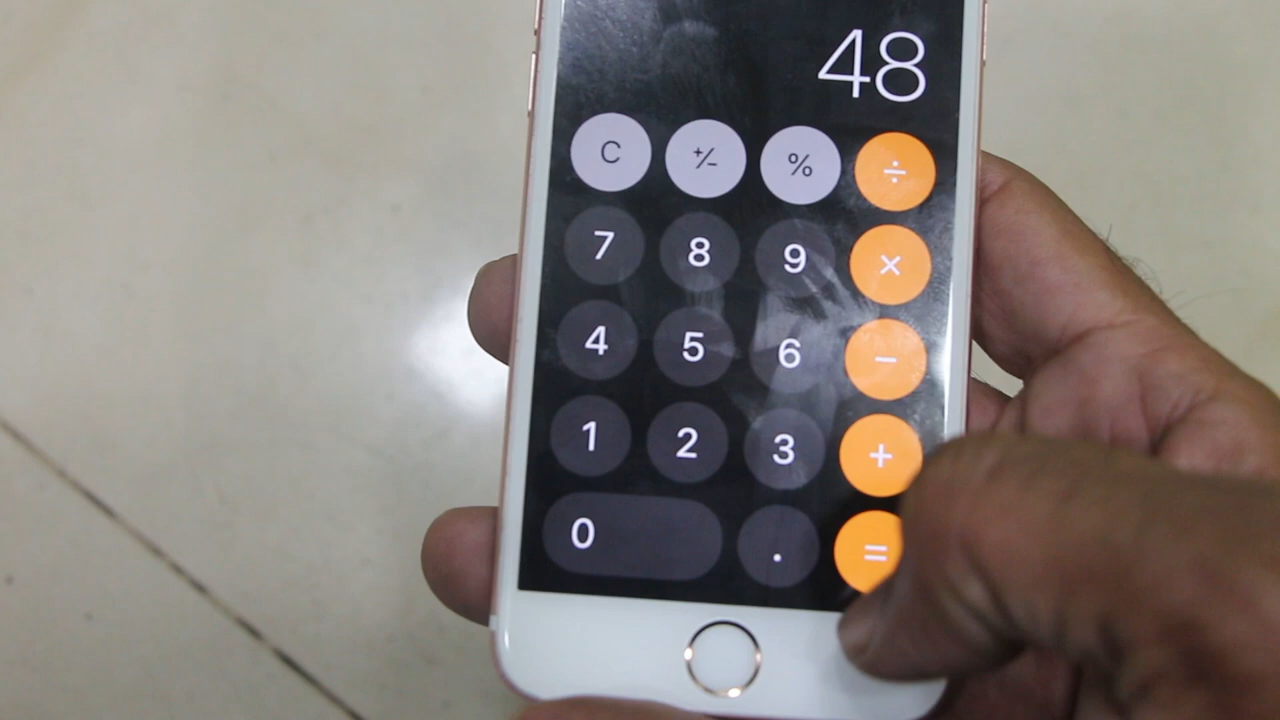 48
C ⁺∕₋ % ÷
7 8 9 ×
4 5 6 −
1 2 3 +
0 . =